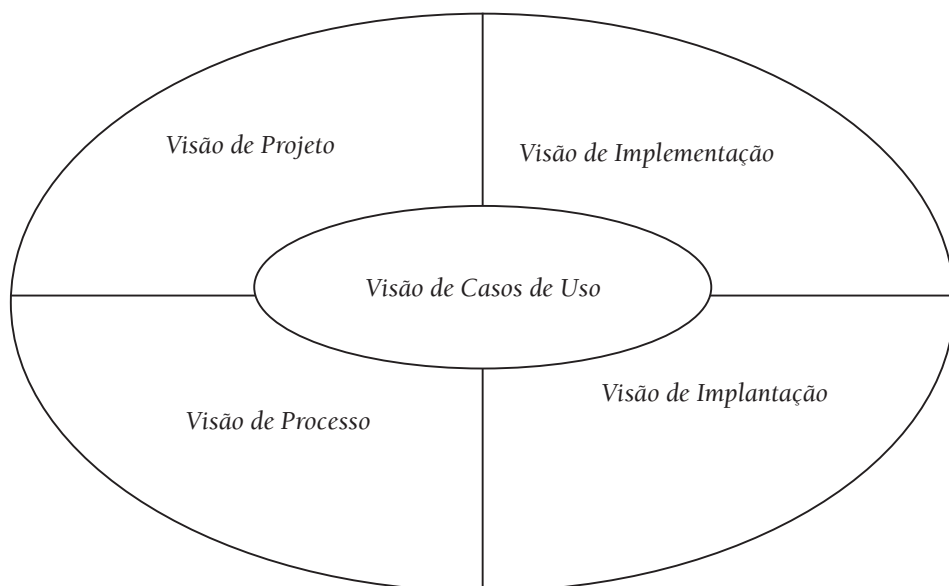 Visão de Projeto
Visão de Implementação
Visão de Casos de Uso
Visão de Implantação
Visão de Processo